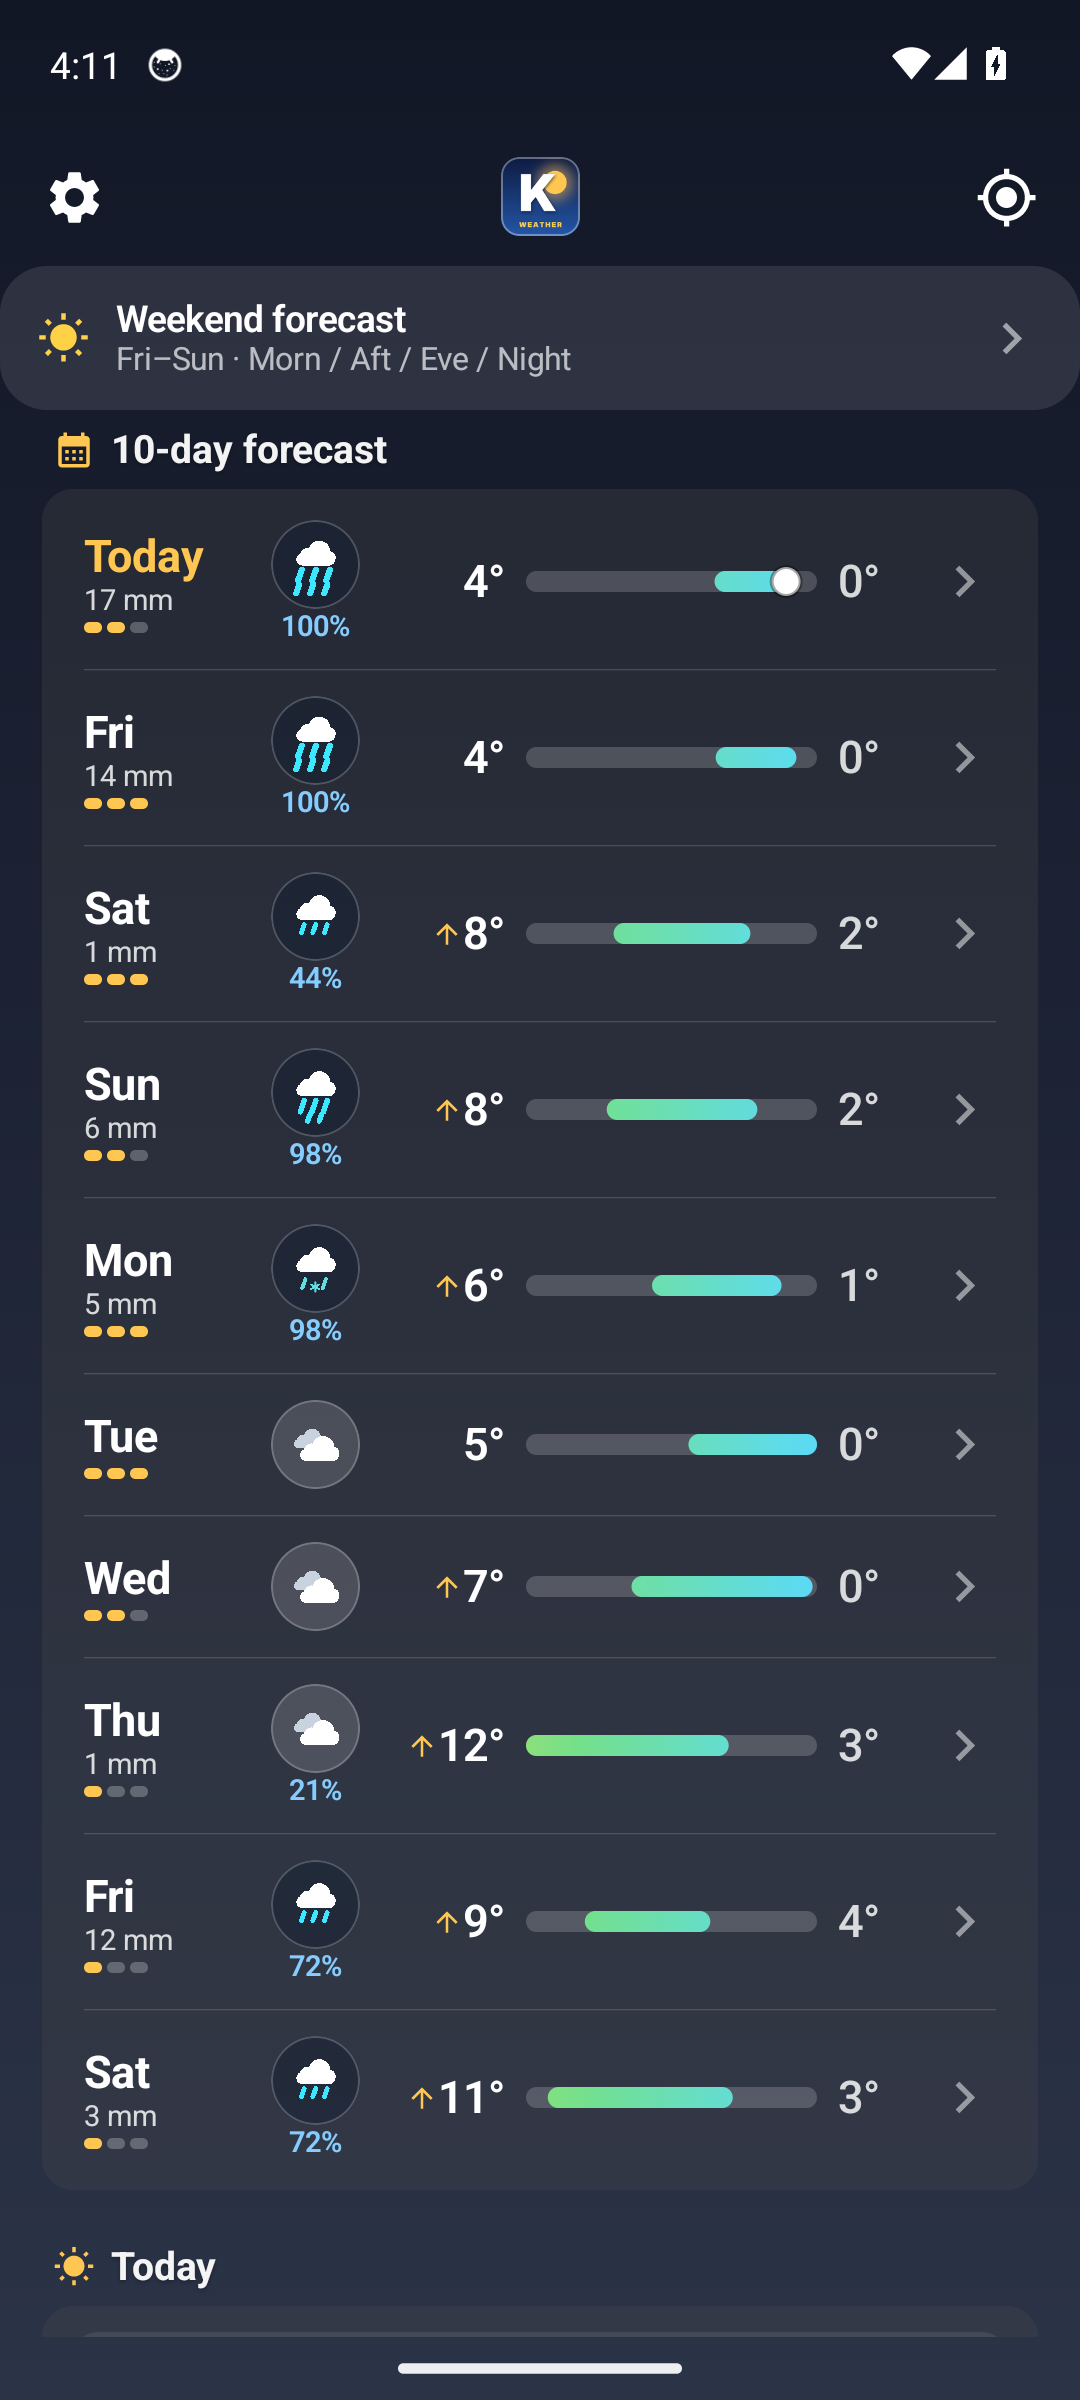 4:11
K
WEATHER
Weekend forecast
Fri–Sun · Morn / Aft / Eve / Night
10-day forecast
Today
17 mm
100%
4°
0°
Fri
14 mm
100%
4°
0°
Sat
1 mm
44%
↑8°
2°
Sun
6 mm
98%
↑8°
2°
Mon
5 mm
98%
↑6°
1°
Tue
5°
0°
Wed
↑7°
0°
Thu
1 mm
21%
↑12°
3°
Fri
12 mm
72%
↑9°
4°
Sat
3 mm
72%
↑11°
3°
Today